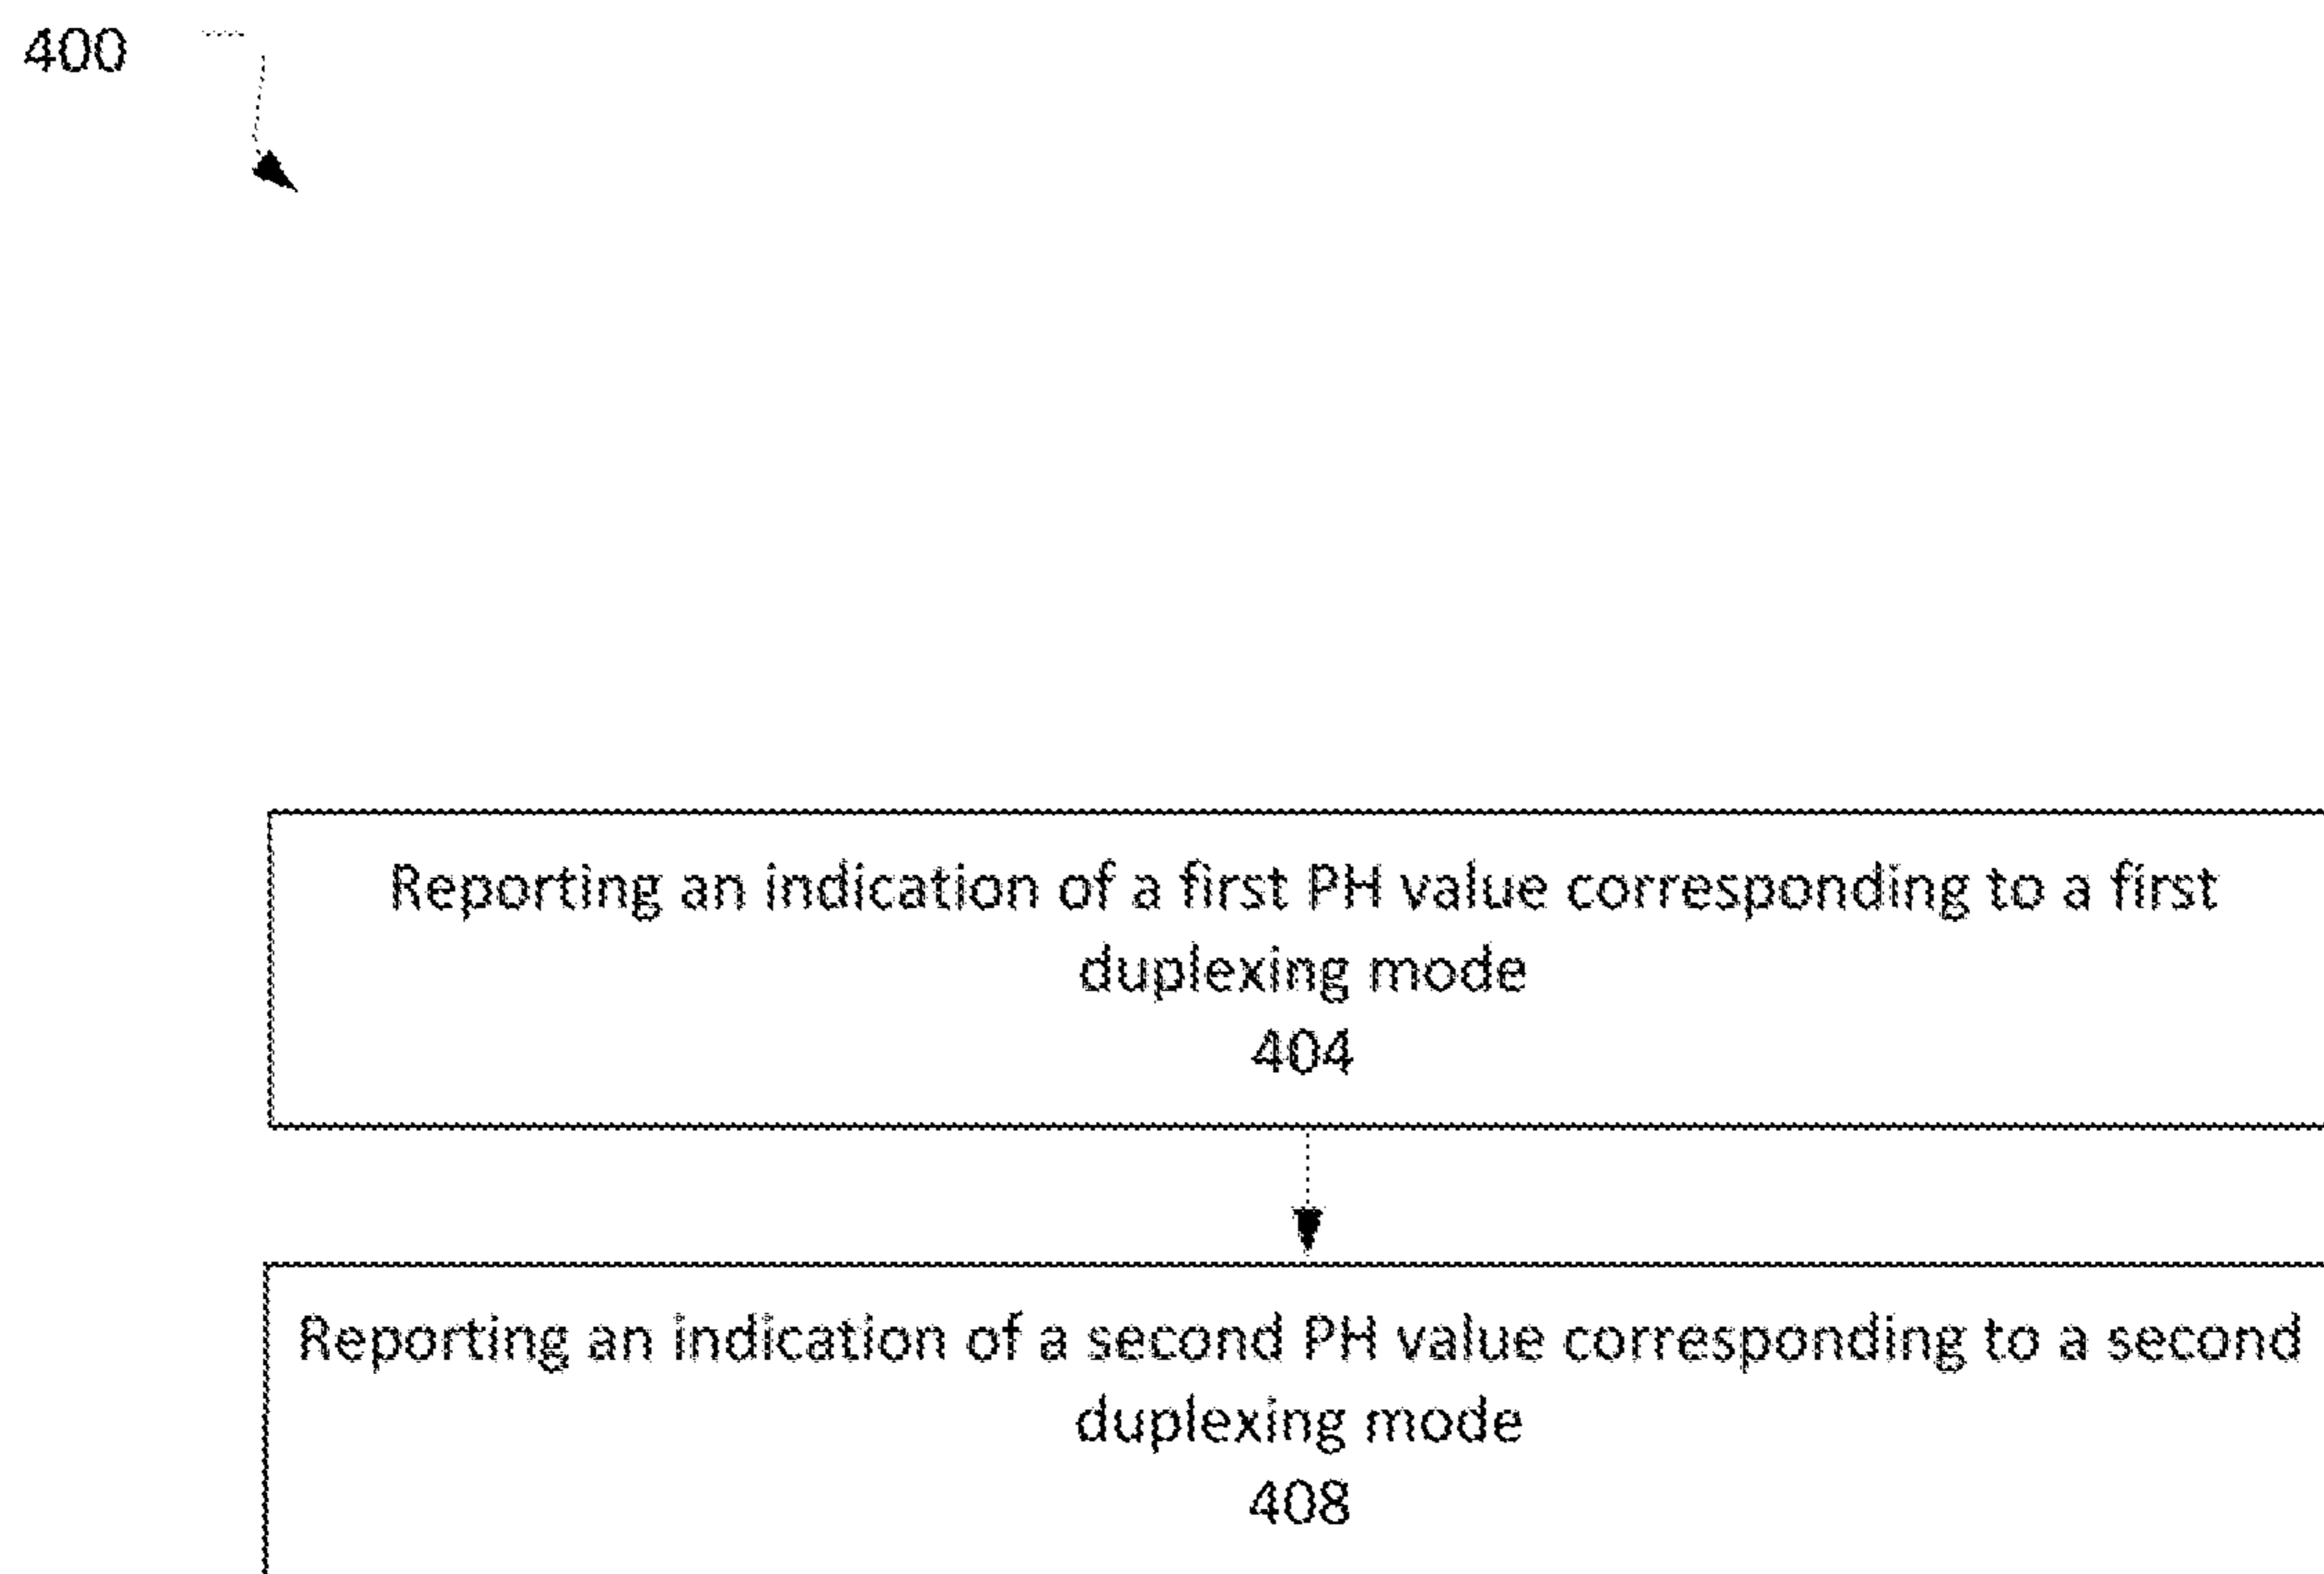 400
Reporting an indication of a first PH value corresponding to a first
duplexing mode
404
Reporting an indication of a second PH value corresponding to a second
duplexing mode
408